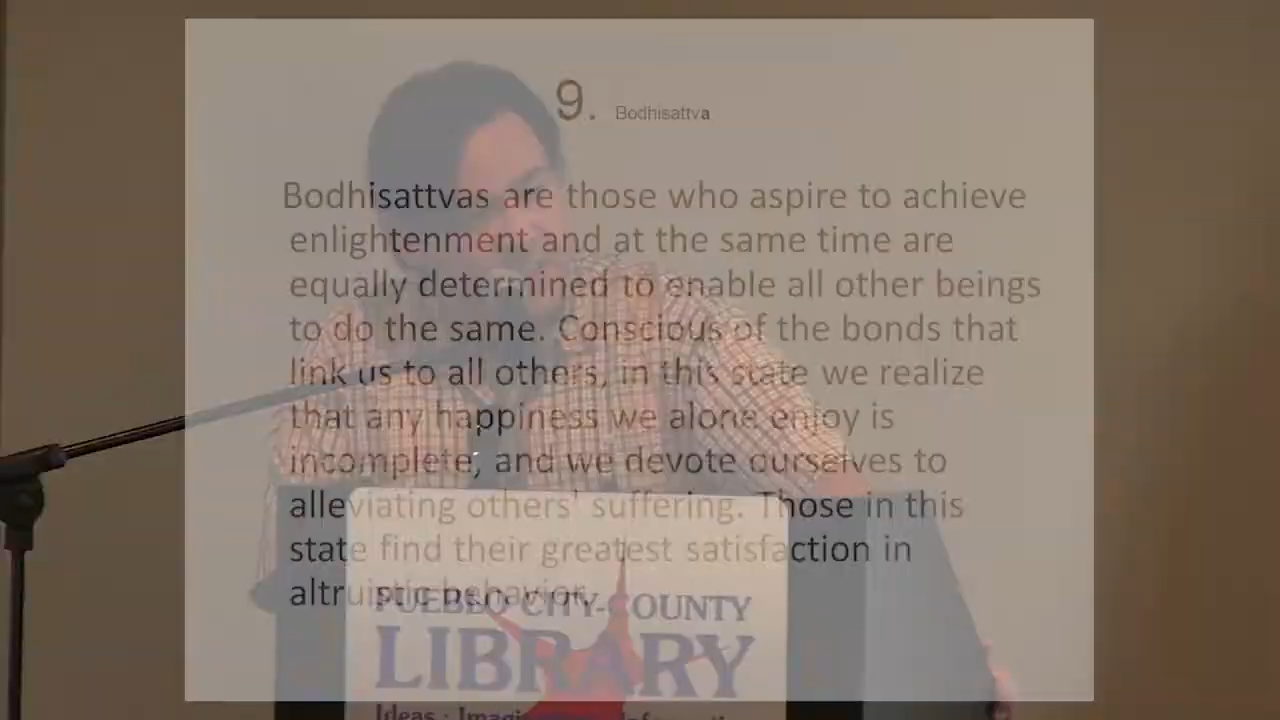 9. Bodhisattva
Bodhisattvas are those who aspire to achieve
enlightenment and at the same time are
equally determined to enable all other beings
to do the same. Conscious of the bonds that
link us to all others, in this state we realize
that any happiness we alone enjoy is
incomplete, and we devote ourselves to
alleviating others' suffering. Those in this
state find their greatest satisfaction in
altruistic behavior.
PUEBLO CITY-COUNTY
LIBRARY
Ideas